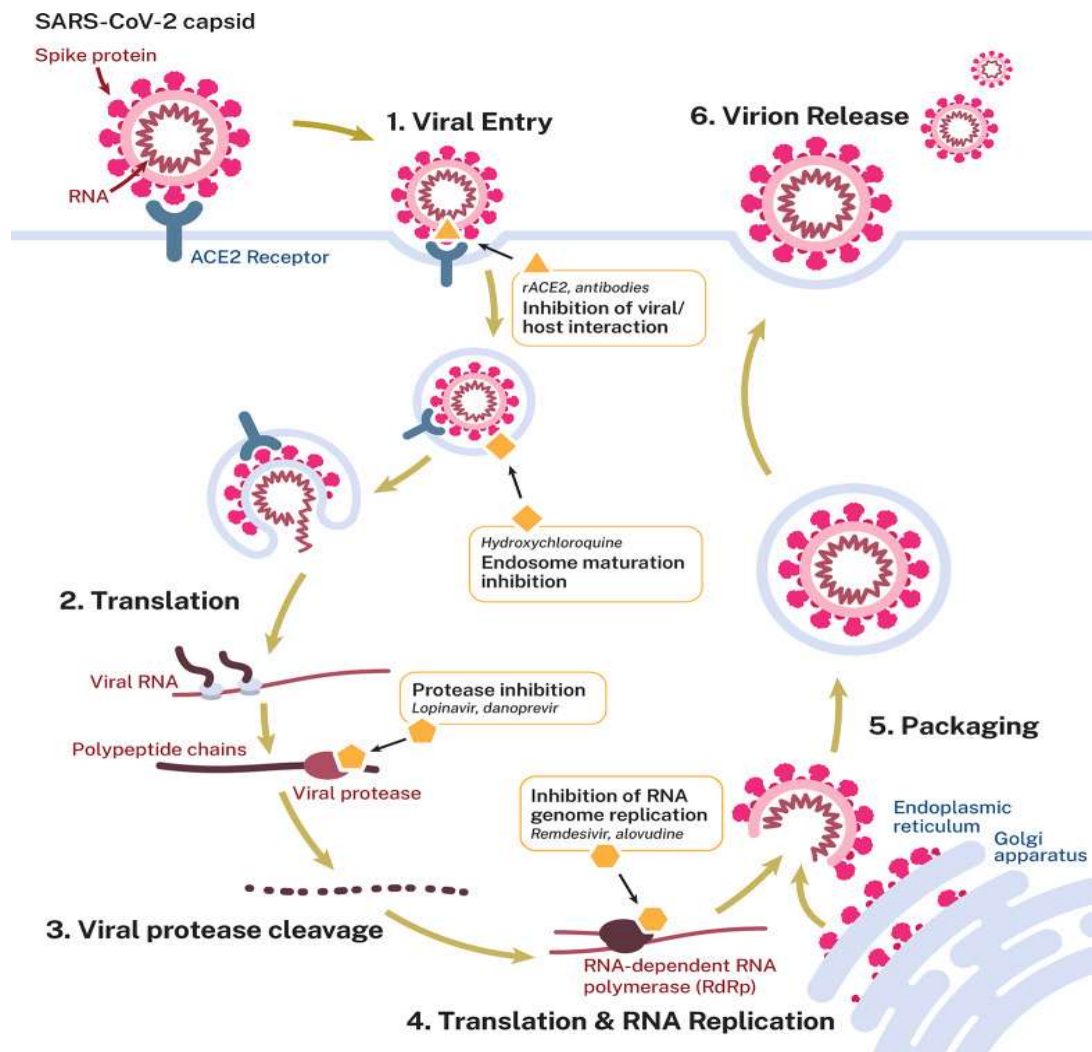 SARS-CoV-2 capsid
Spike protein
RNA
ACE2 Receptor
1. Viral Entry
rACE2, antibodies
Inhibition of viral/
host interaction
Hydroxychloroquine
Endosome maturation
inhibition
2. Translation
Viral RNA
Polypeptide chains
Viral protease
Protease inhibition
Lopinavir, danoprevir
3. Viral protease cleavage
Inhibition of RNA
genome replication
Remdesivir, alovudine
RNA-dependent RNA
polymerase (RdRp)
4. Translation & RNA Replication
5. Packaging
Endoplasmic
reticulum
Golgi
apparatus
6. Virion Release